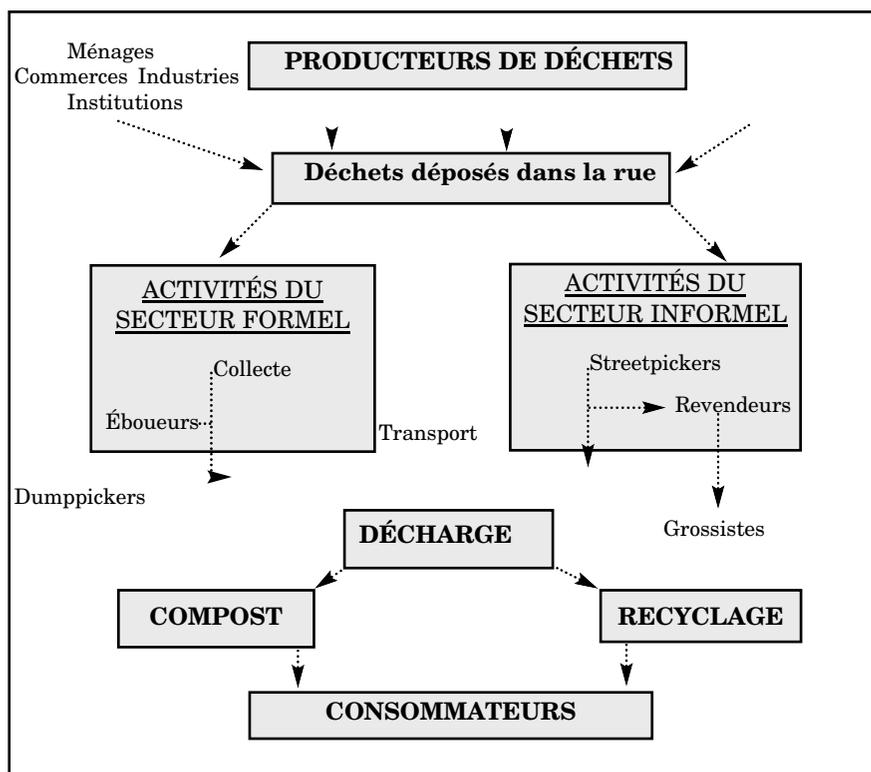 Ménages
Commerces Industries
Institutions
PRODUCTEURS DE DÉCHETS
Déchets déposés dans la rue
ACTIVITÉS DU
SECTEUR FORMEL
Collecte
Éboueurs
Transport
Dumppickers
ACTIVITÉS DU
SECTEUR INFORMEL
Streetpickers
Revendeurs
Grossistes
DÉCHARGE
COMPOST
RECYCLAGE
CONSOMMATEURS